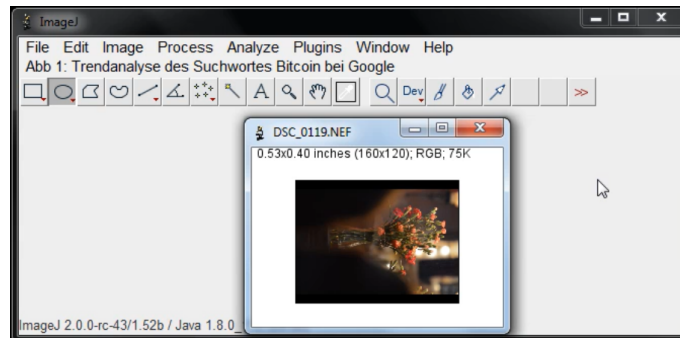 ImageJ
File Edit Image Process Analyze Plugins Window Help
Abb 1: Trendanalyse des Suchwortes Bitcoin bei Google
A Dev >>
DSC_0119.NEF
0.53x0.40 inches (160x120); RGB; 75K
ImageJ 2.0.0-rc-43/1.52b / Java 1.8.0_